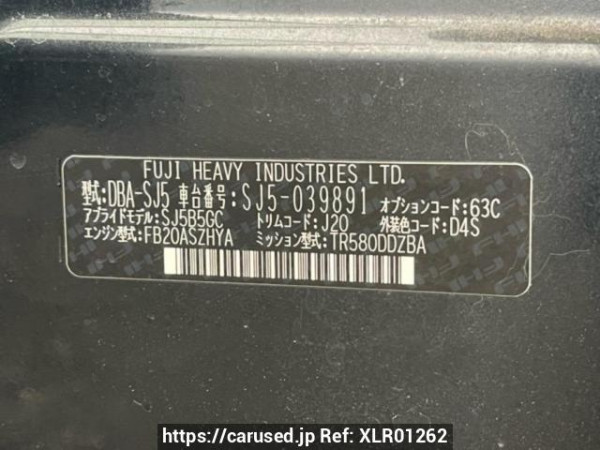 FUJI HEAVY INDUSTRIES LTD.
型式:DBA-SJ5 車台番号:SJ5-039891 オプションコード:63C
アプライドモデル:SJ5B5GC トリムコード:J20 外装色コード:D4S
エンジン型式:FB20ASZHYA ミッション型式:TR580DDZBA
https://carused.jp Ref: XLR01262